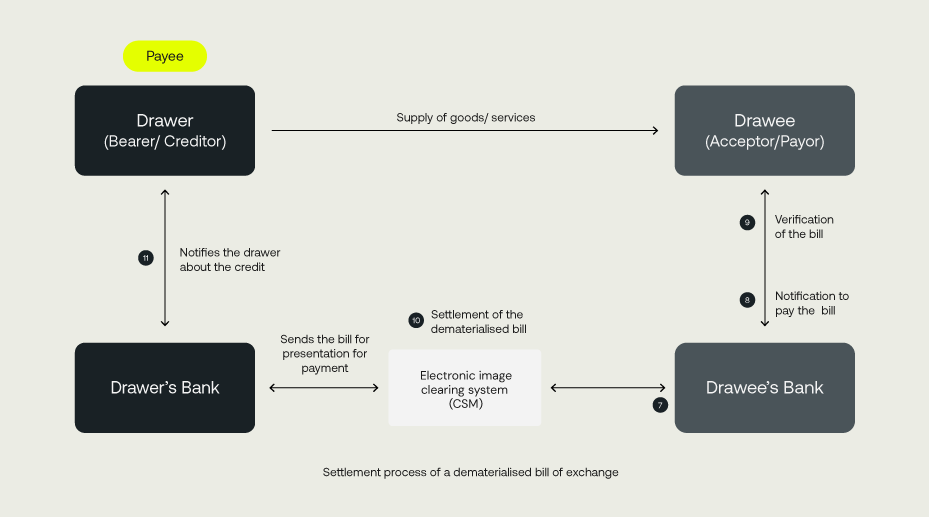 Payee
Drawer
(Bearer/ Creditor)
Supply of goods/ services
Drawee
(Acceptor/Payor)
9
Verification
of the bill
11
Notifies the drawer
about the credit
8
Notification to
pay the  bill
10
Settlement of the
dematerialised bill
Sends the bill for
presentation for
payment
Drawer's Bank
Electronic image
clearing system
(CSM)
7
Drawee's Bank
Settlement process of a dematerialised bill of exchange